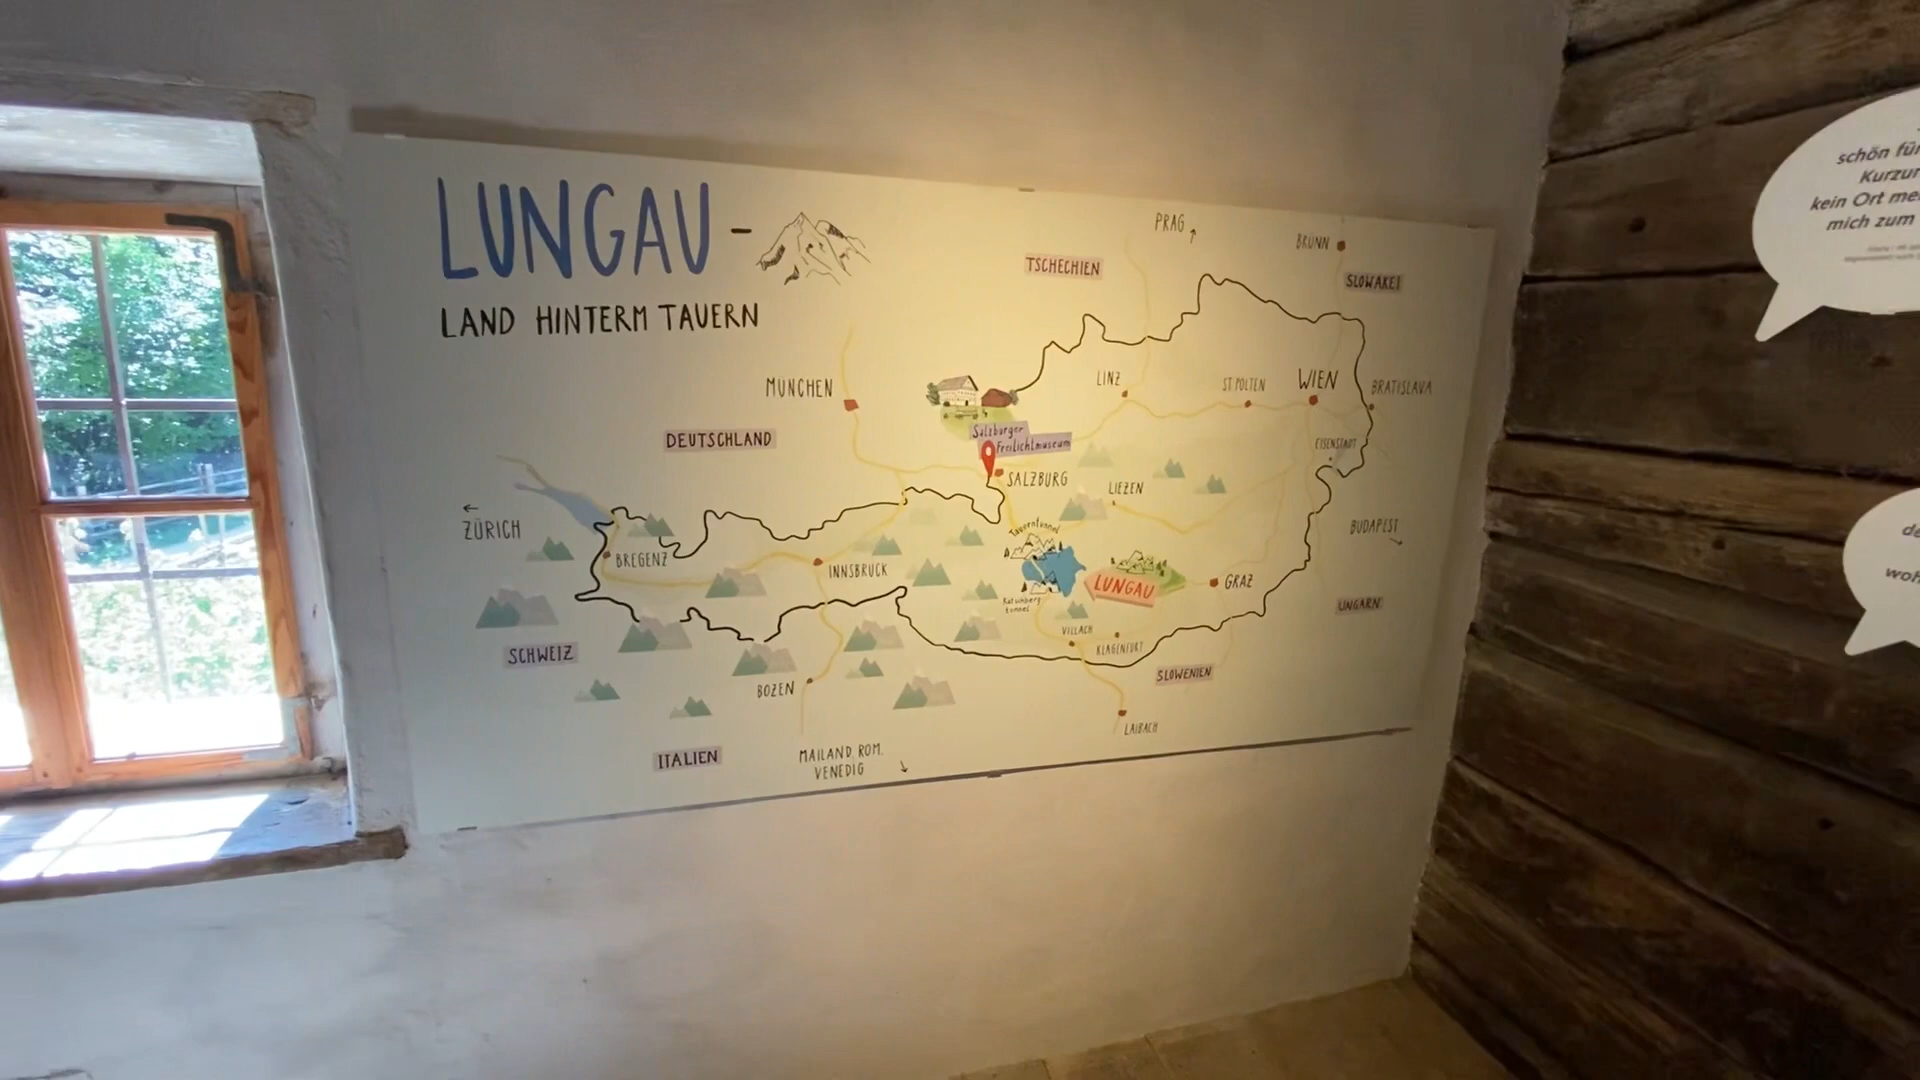 LUNGAU -
LAND HINTERM TAUERN
PRAG ↑
BRÜNN
TSCHECHIEN
SLOWAKEI
MÜNCHEN
LINZ
ST. PÖLTEN
WIEN
BRATISLAVA
DEUTSCHLAND
Salzburger
Freilichtmuseum
EISENSTADT
SALZBURG
LIEZEN
←
ZÜRICH
Tauerntunnel
BUDAPEST
BREGENZ
INNSBRUCK
LUNGAU
GRAZ
Katschberg
tunnel
UNGARN
VILLACH
KLAGENFURT
SCHWEIZ
SLOWENIEN
BOZEN
LAIBACH
ITALIEN
MAILAND, ROM,
VENEDIG
schön für
kein Ort
mich zum